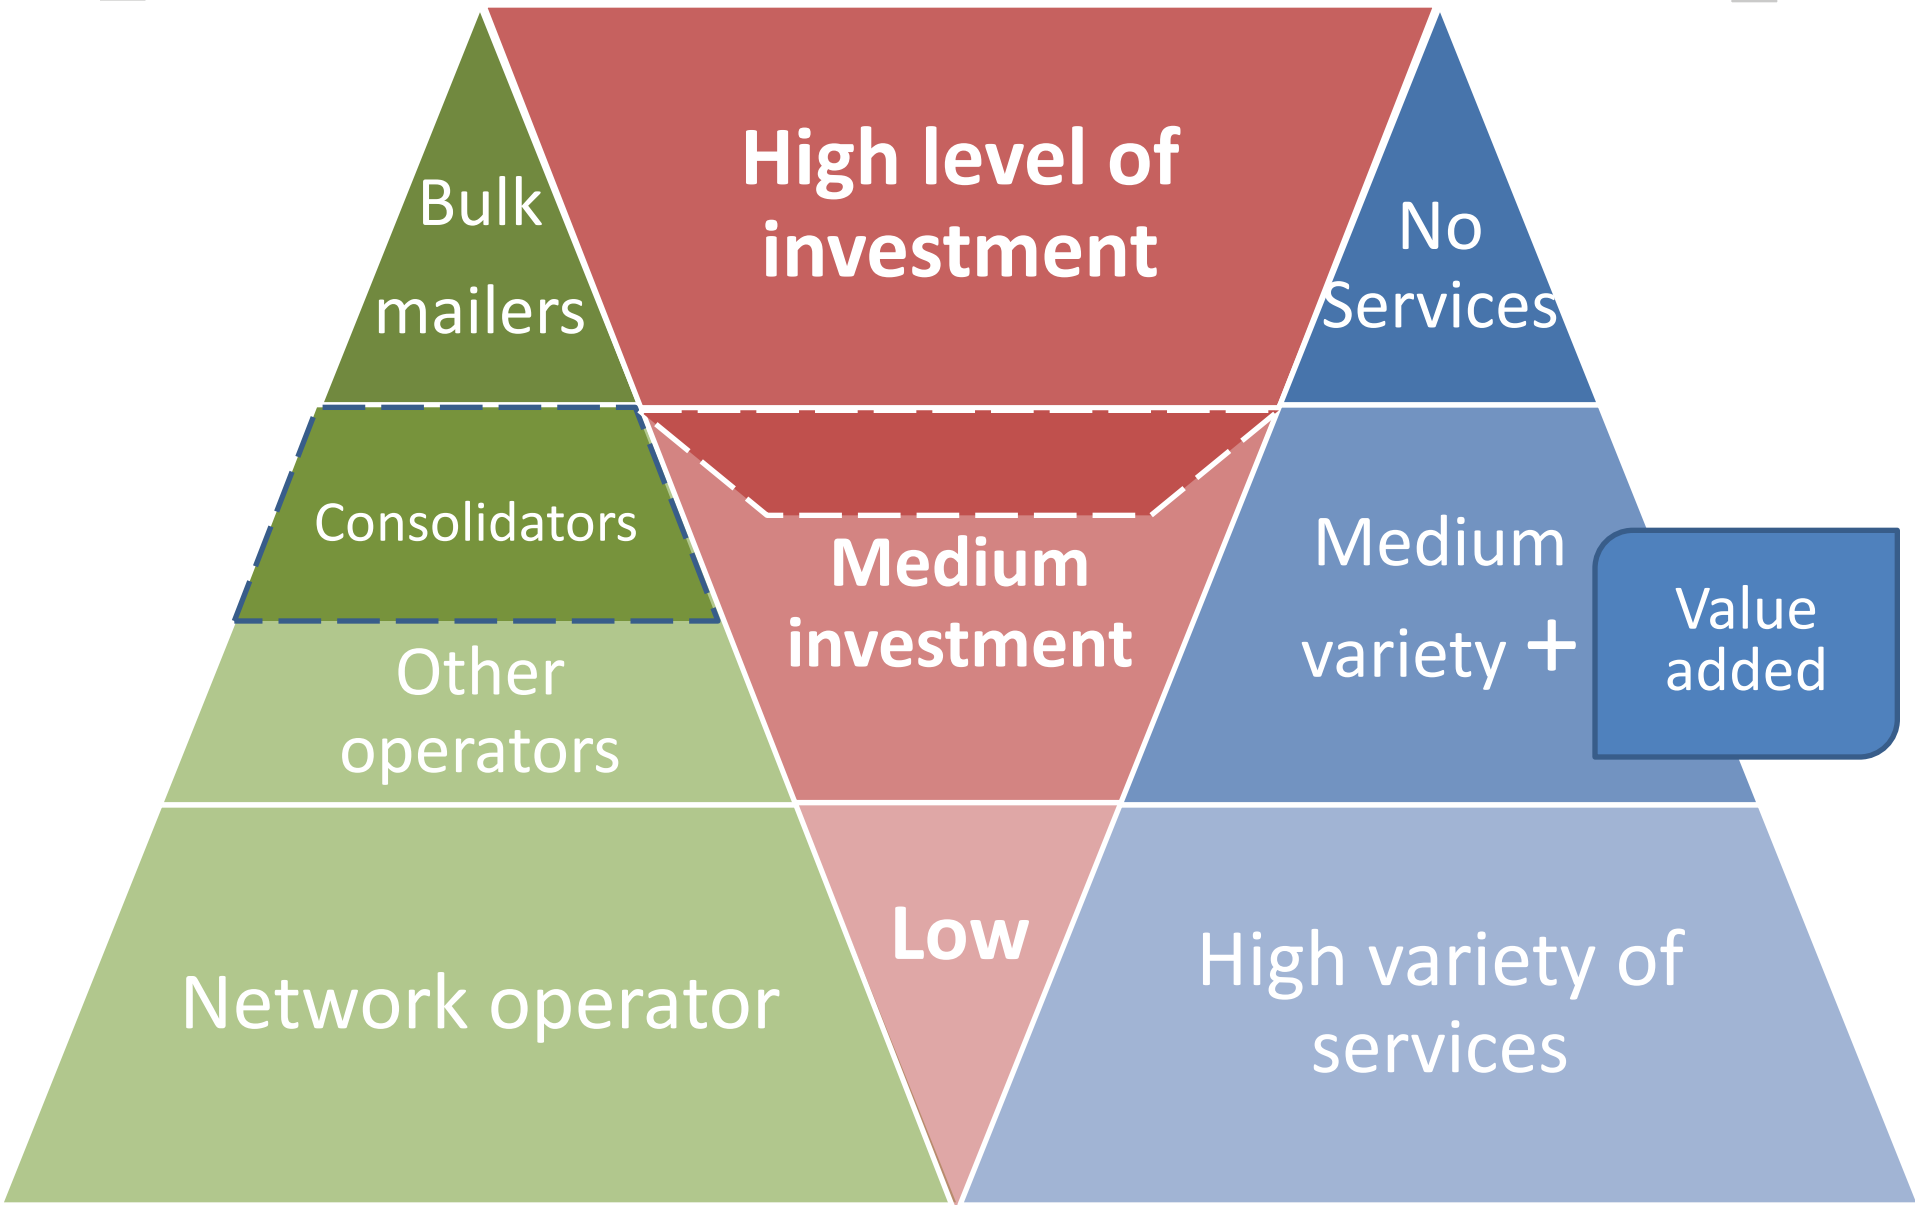 Bulk
mailers
High level of
investment
No
Services
Consolidators
Medium
investment
Medium
variety +
Value
added
Other
operators
Network operator
Low
High variety of
services